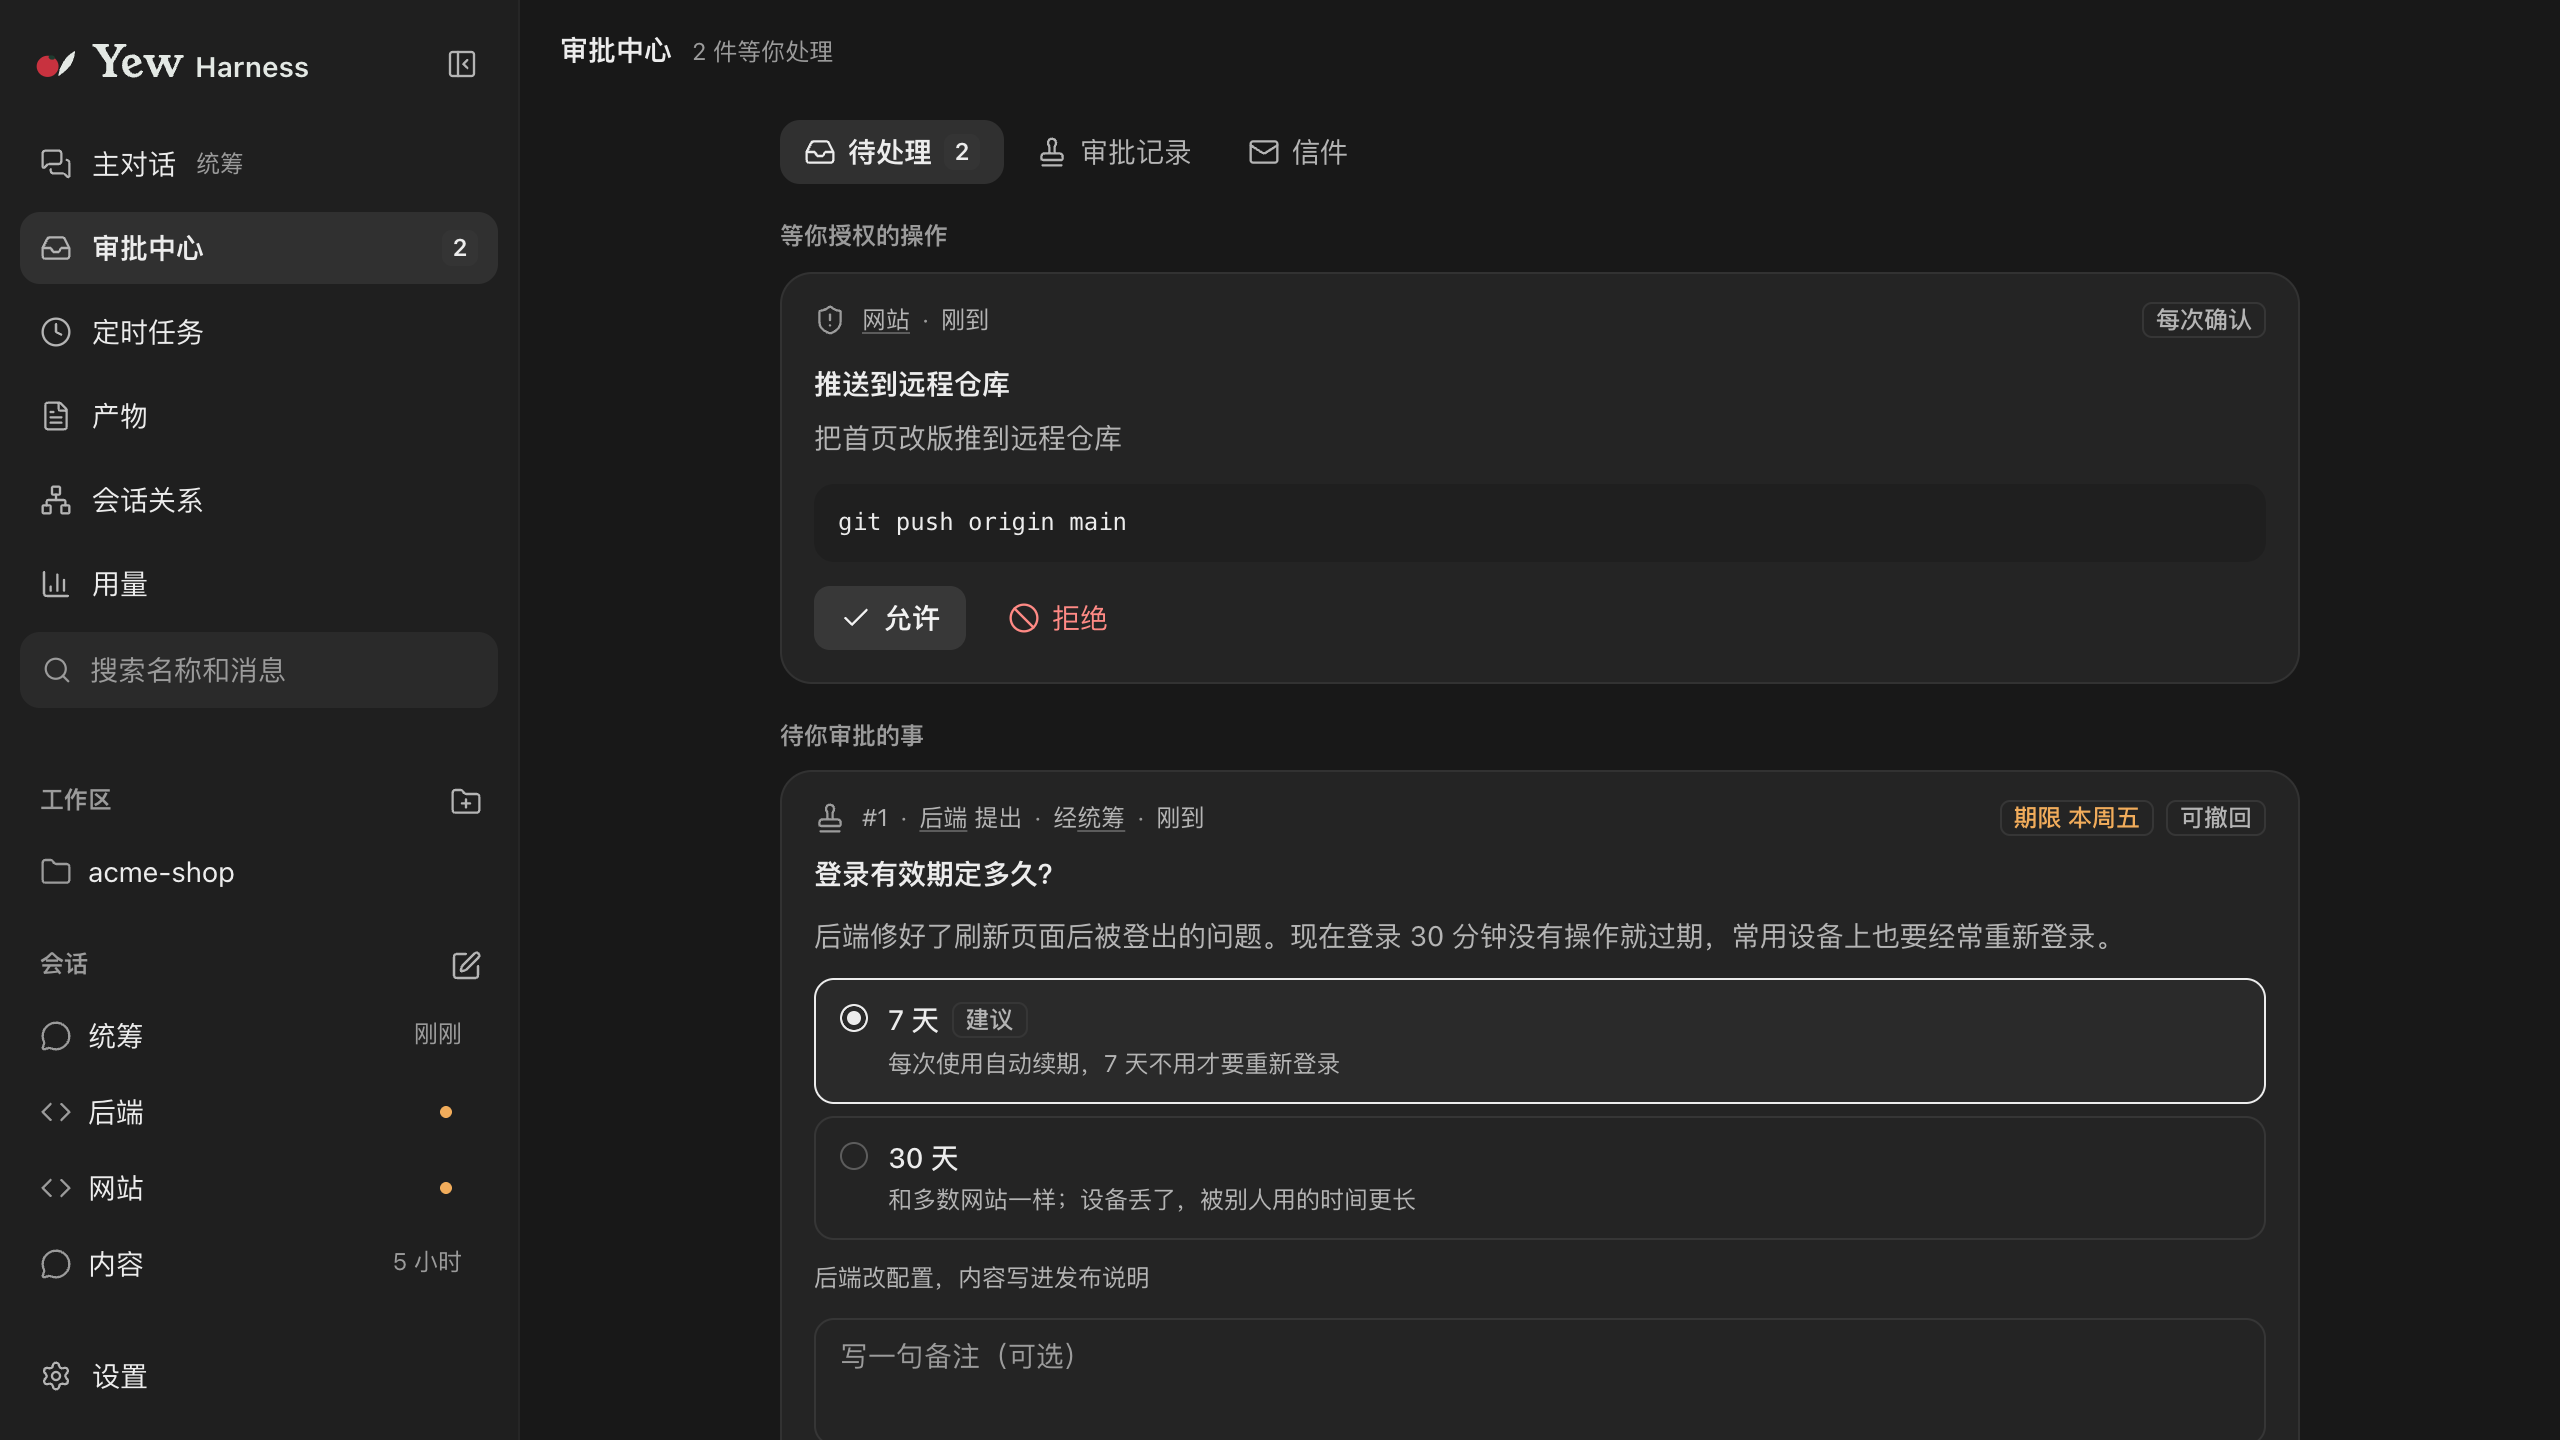 Yew Harness
主对话 统筹
审批中心 2
定时任务
产物
会话关系
用量
搜索名称和消息
工作区
acme-shop
会话
统筹 刚刚
后端
网站
内容 5 小时
设置
审批中心 2 件等你处理
待处理 2 审批记录 信件
等你授权的操作
网站 · 刚到 每次确认
推送到远程仓库
把首页改版推到远程仓库
git push origin main
允许 拒绝
待你审批的事
#1 · 后端 提出 · 经统筹 · 刚到 期限 本周五 可撤回
登录有效期定多久?
后端修好了刷新页面后被登出的问题。现在登录 30 分钟没有操作就过期，常用设备上也要经常重新登录。
7 天 建议
每次使用自动续期，7 天不用才要重新登录
30 天
和多数网站一样；设备丢了，被别人用的时间更长
后端改配置，内容写进发布说明
写一句备注（可选）